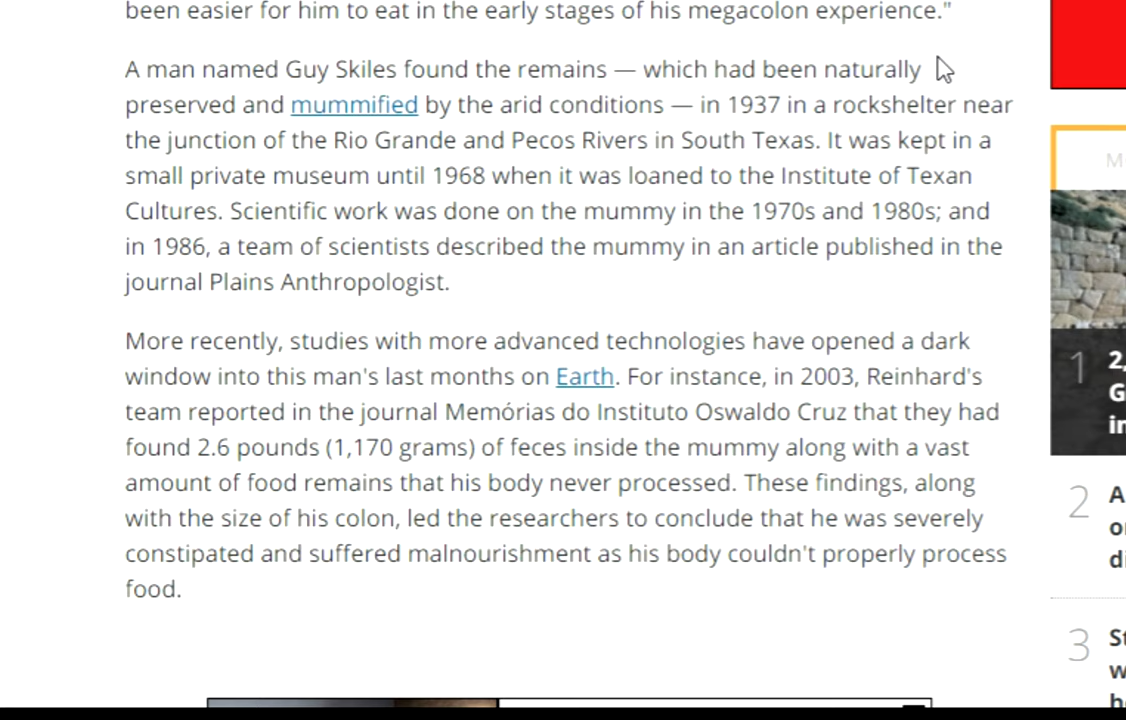 been easier for him to eat in the early stages of his megacolon experience."
A man named Guy Skiles found the remains — which had been naturally
preserved and mummified by the arid conditions — in 1937 in a rockshelter near
the junction of the Rio Grande and Pecos Rivers in South Texas. It was kept in a
small private museum until 1968 when it was loaned to the Institute of Texan
Cultures. Scientific work was done on the mummy in the 1970s and 1980s; and
in 1986, a team of scientists described the mummy in an article published in the
journal Plains Anthropologist.
More recently, studies with more advanced technologies have opened a dark
window into this man's last months on Earth. For instance, in 2003, Reinhard's
team reported in the journal Memórias do Instituto Oswaldo Cruz that they had
found 2.6 pounds (1,170 grams) of feces inside the mummy along with a vast
amount of food remains that his body never processed. These findings, along
with the size of his colon, led the researchers to conclude that he was severely
constipated and suffered malnourishment as his body couldn't properly process
food.
1
2
3